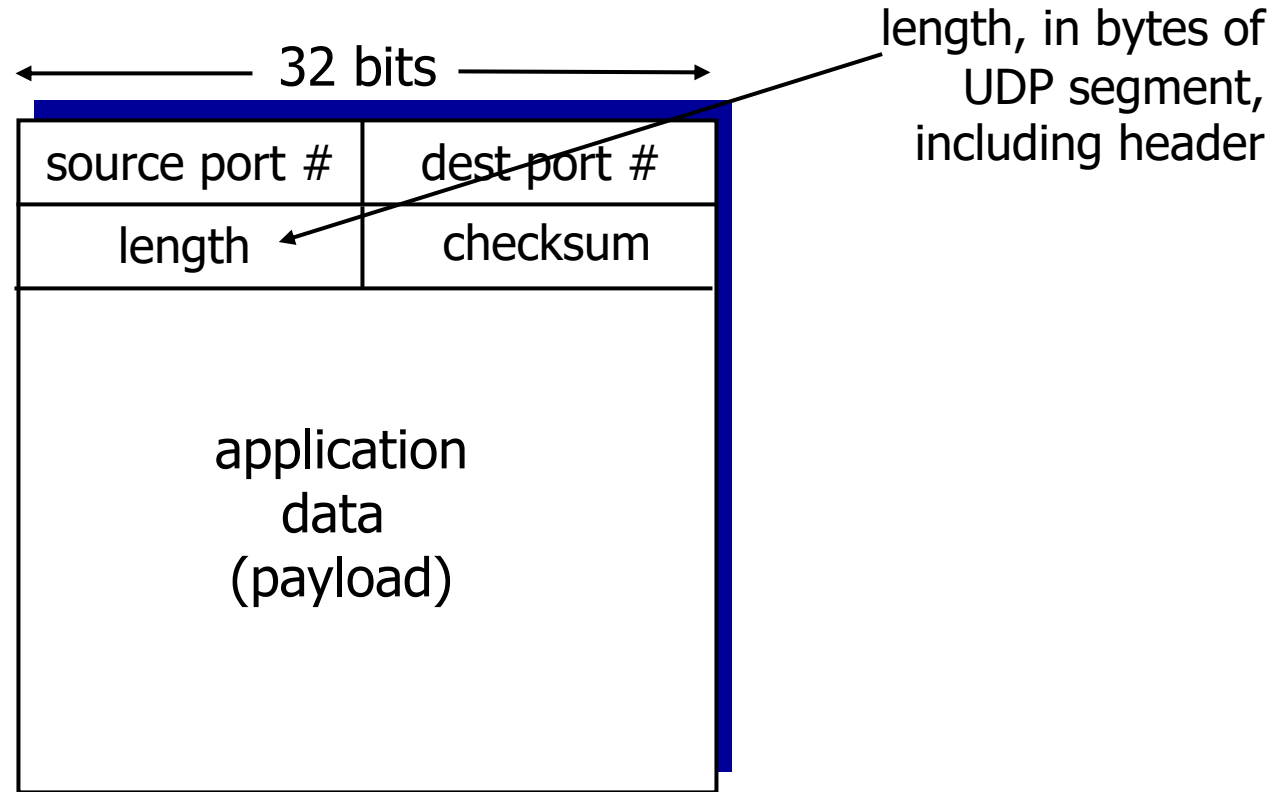 length, in bytes of
UDP segment,
including header
32 bits
source port #
dest port #
length
checksum
application
data
(payload)